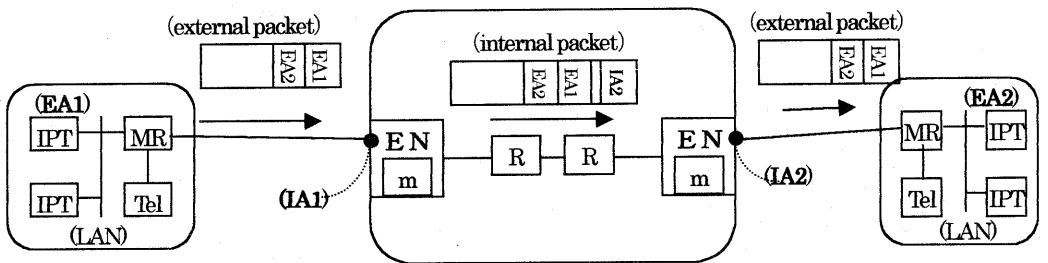 (external packet)
EA2 EA1
(internal packet)
EA2 EA1 IA2
(external packet)
EA2 EA1
(EA1)
IPT MR
IPT Tel
(LAN)
EN
m
(IA1)
R R
EN
m
(IA2)
(EA2)
MR IPT
Tel IPT
(LAN)